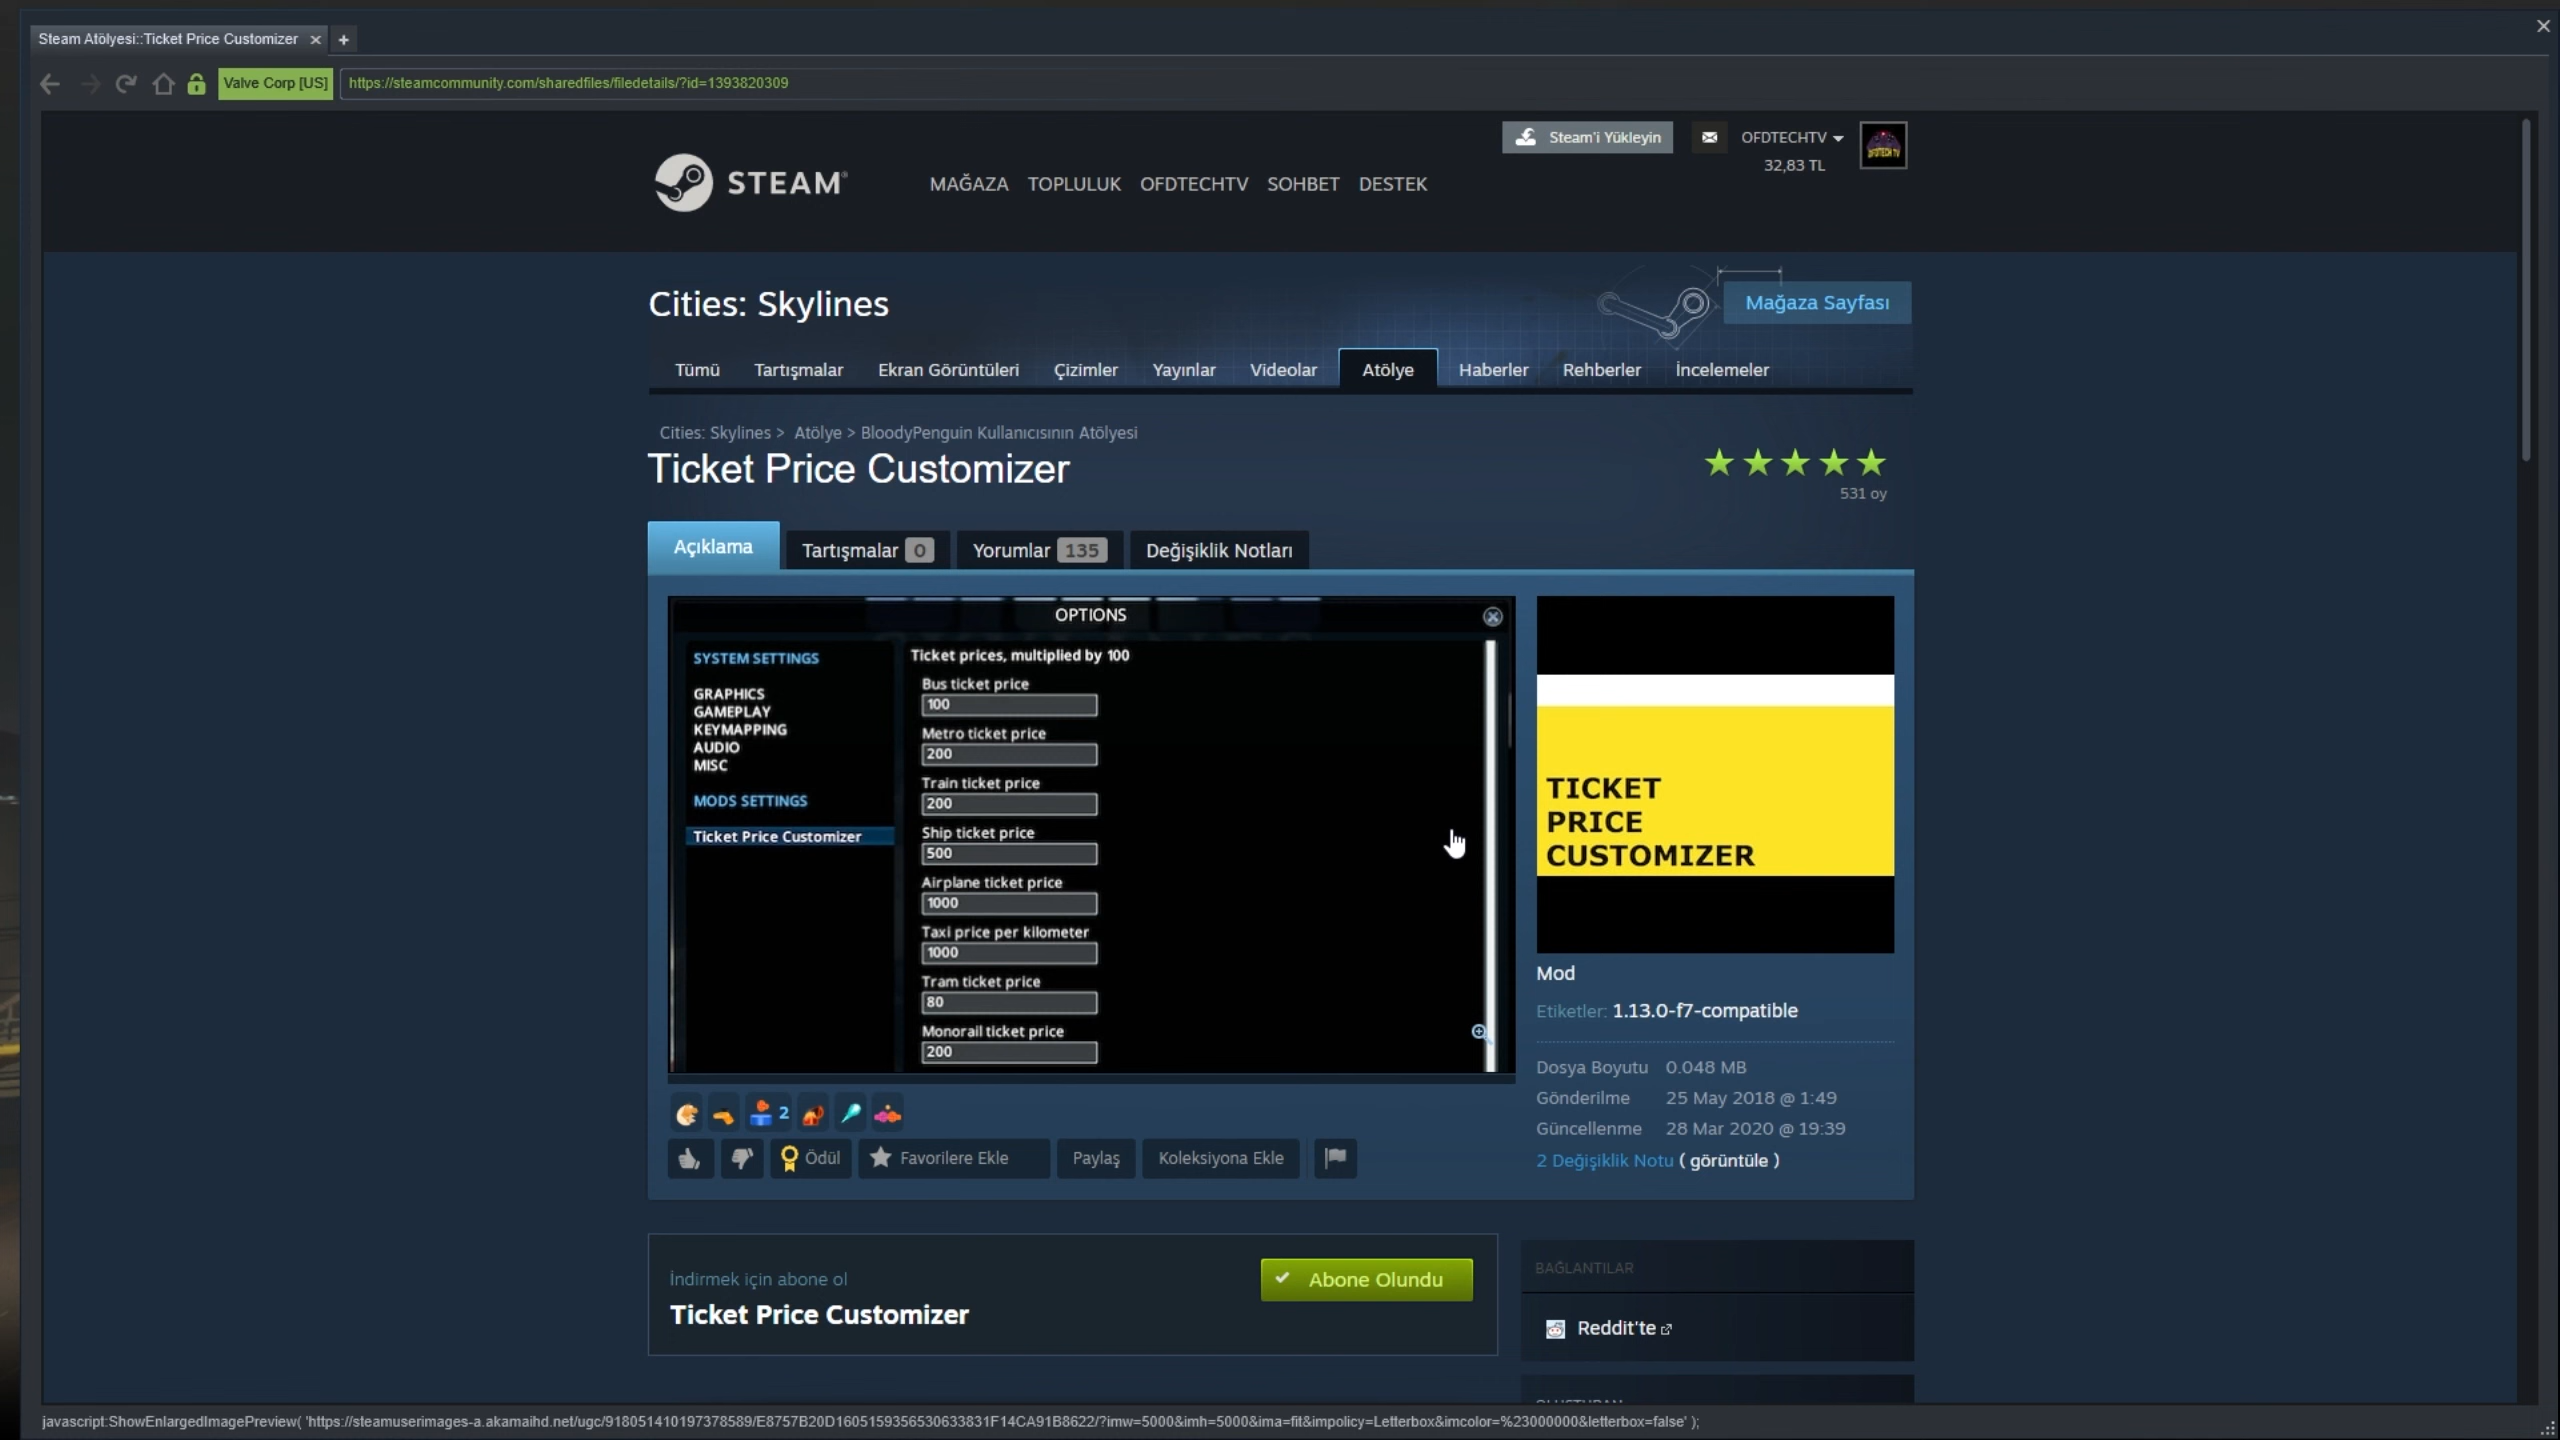 Steam Atölyesi::Ticket Price Customizer
Valve Corp [US]
https://steamcommunity.com/sharedfiles/filedetails/?id=1393820309
Steam'i Yükleyin
OFDTECHTV
32,83 TL
STEAM
MAĞAZA TOPLULUK OFDTECHTV SOHBET DESTEK
Cities: Skylines
Mağaza Sayfası
Tümü Tartışmalar Ekran Görüntüleri Çizimler Yayınlar Videolar Atölye Haberler Rehberler İncelemeler
Cities: Skylines > Atölye > BloodyPenguin Kullanıcısının Atölyesi
Ticket Price Customizer
531 oy
Açıklama
Tartışmalar 0
Yorumlar 135
Değişiklik Notları
OPTIONS
SYSTEM SETTINGS
GRAPHICS
GAMEPLAY
KEYMAPPING
AUDIO
MISC
MODS SETTINGS
Ticket Price Customizer
Ticket prices, multiplied by 100
Bus ticket price
100
Metro ticket price
200
Train ticket price
200
Ship ticket price
500
Airplane ticket price
1000
Taxi price per kilometer
1000
Tram ticket price
80
Monorail ticket price
200
TICKET
PRICE
CUSTOMIZER
Mod
Etiketler: 1.13.0-f7-compatible
Dosya Boyutu 0.048 MB
Gönderilme 25 May 2018 @ 1:49
Güncellenme 28 Mar 2020 @ 19:39
2 Değişiklik Notu ( görüntüle )
2
Ödül
Favorilere Ekle
Paylaş
Koleksiyona Ekle
İndirmek için abone ol
Ticket Price Customizer
Abone Olundu
BAĞLANTILAR
Reddit'te
javascript:ShowEnlargedImagePreview( 'https://steamuserimages-a.akamaihd.net/ugc/918051410197378589/E8757B20D1605159356530633831F14CA91B8622/?imw=5000&imh=5000&ima=fit&impolicy=Letterbox&imcolor=%23000000&letterbox=false' );